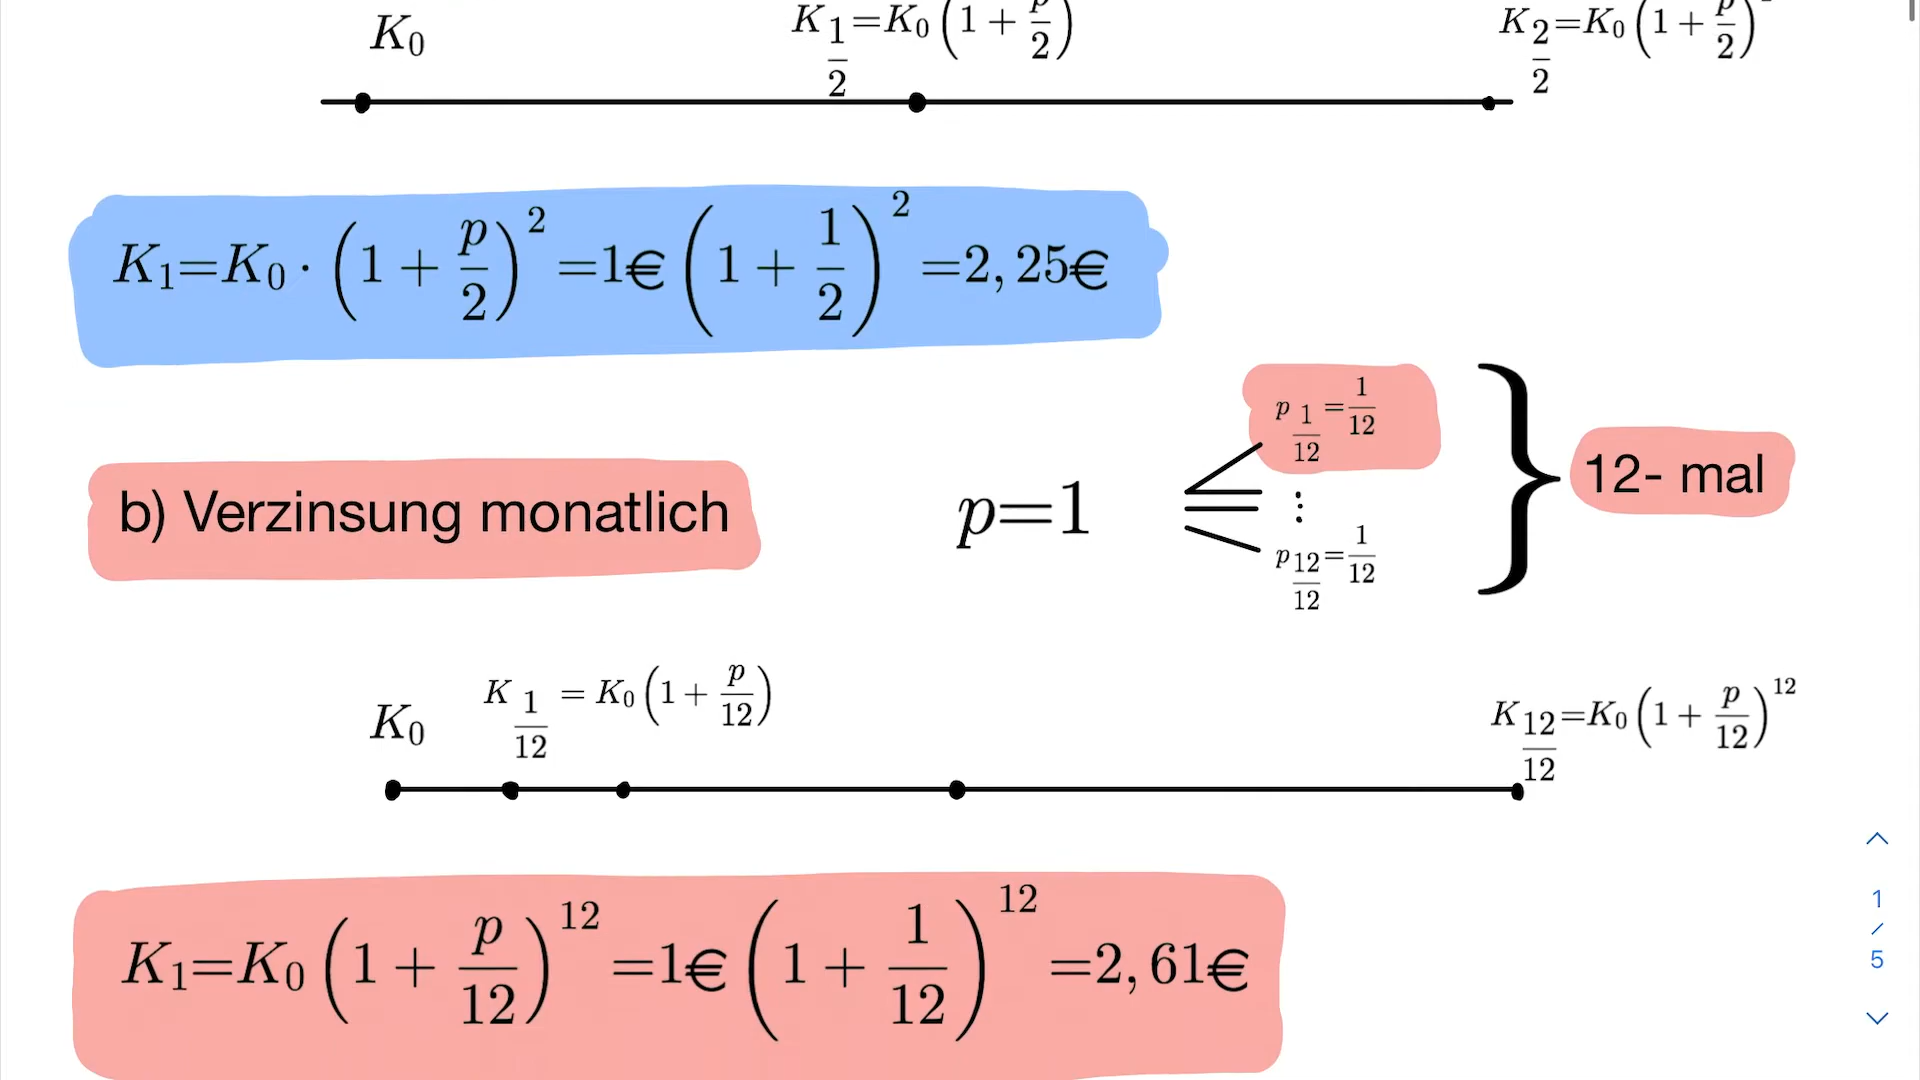 K₀ K_{1/2}=K₀(1+p/2) K_{2/2}=K₀(1+p/2)
K₁=K₀·(1+p/2)²=1€(1+1/2)²=2,25€
b) Verzinsung monatlich p=1 p_{1/12}=1/12 ⋮ p_{12/12}=1/12 } 12- mal
K₀ K_{1/12} = K₀(1+p/12) K_{12/12}=K₀(1+p/12)¹²
K₁=K₀(1+p/12)¹²=1€(1+1/12)¹²=2,61€
1
/
5